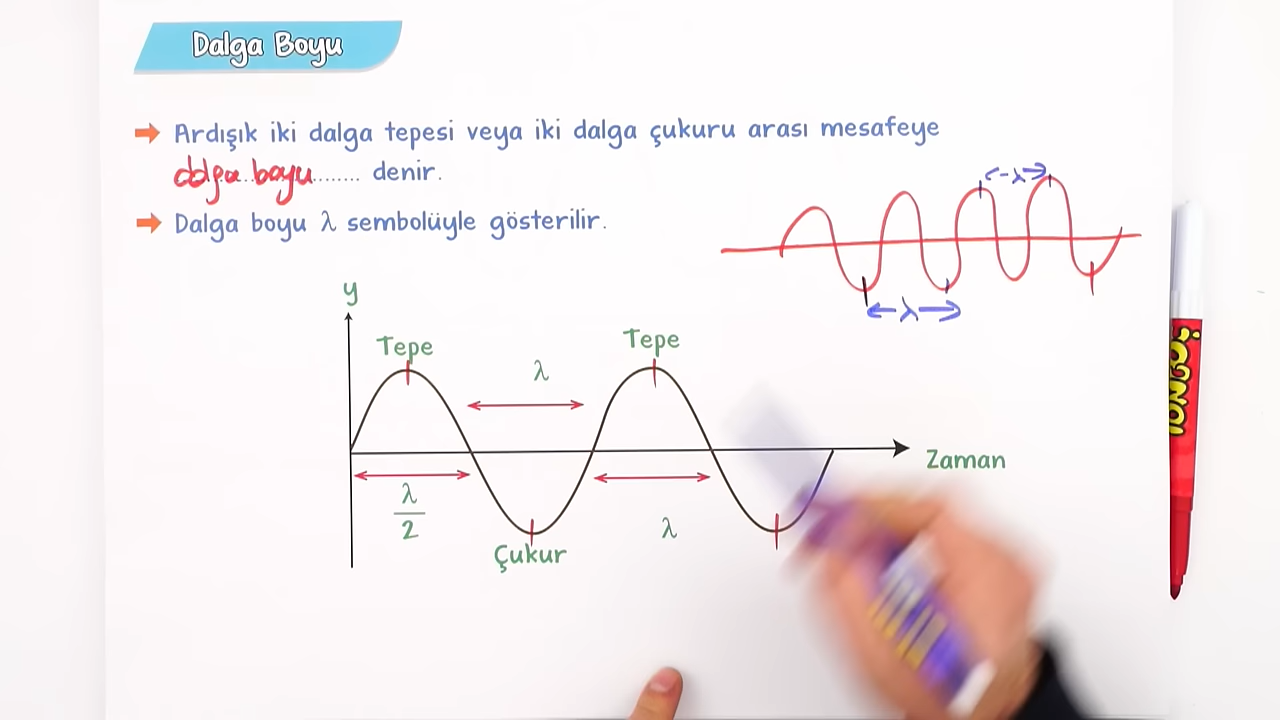 Dalga Boyu
Ardışık iki dalga tepesi veya iki dalga çukuru arası mesafeye
dalga boyu........ denir.
Dalga boyu λ sembolüyle gösterilir.
λ
λ
y
Tepe
Tepe
λ
Zaman
λ
2
λ
Çukur